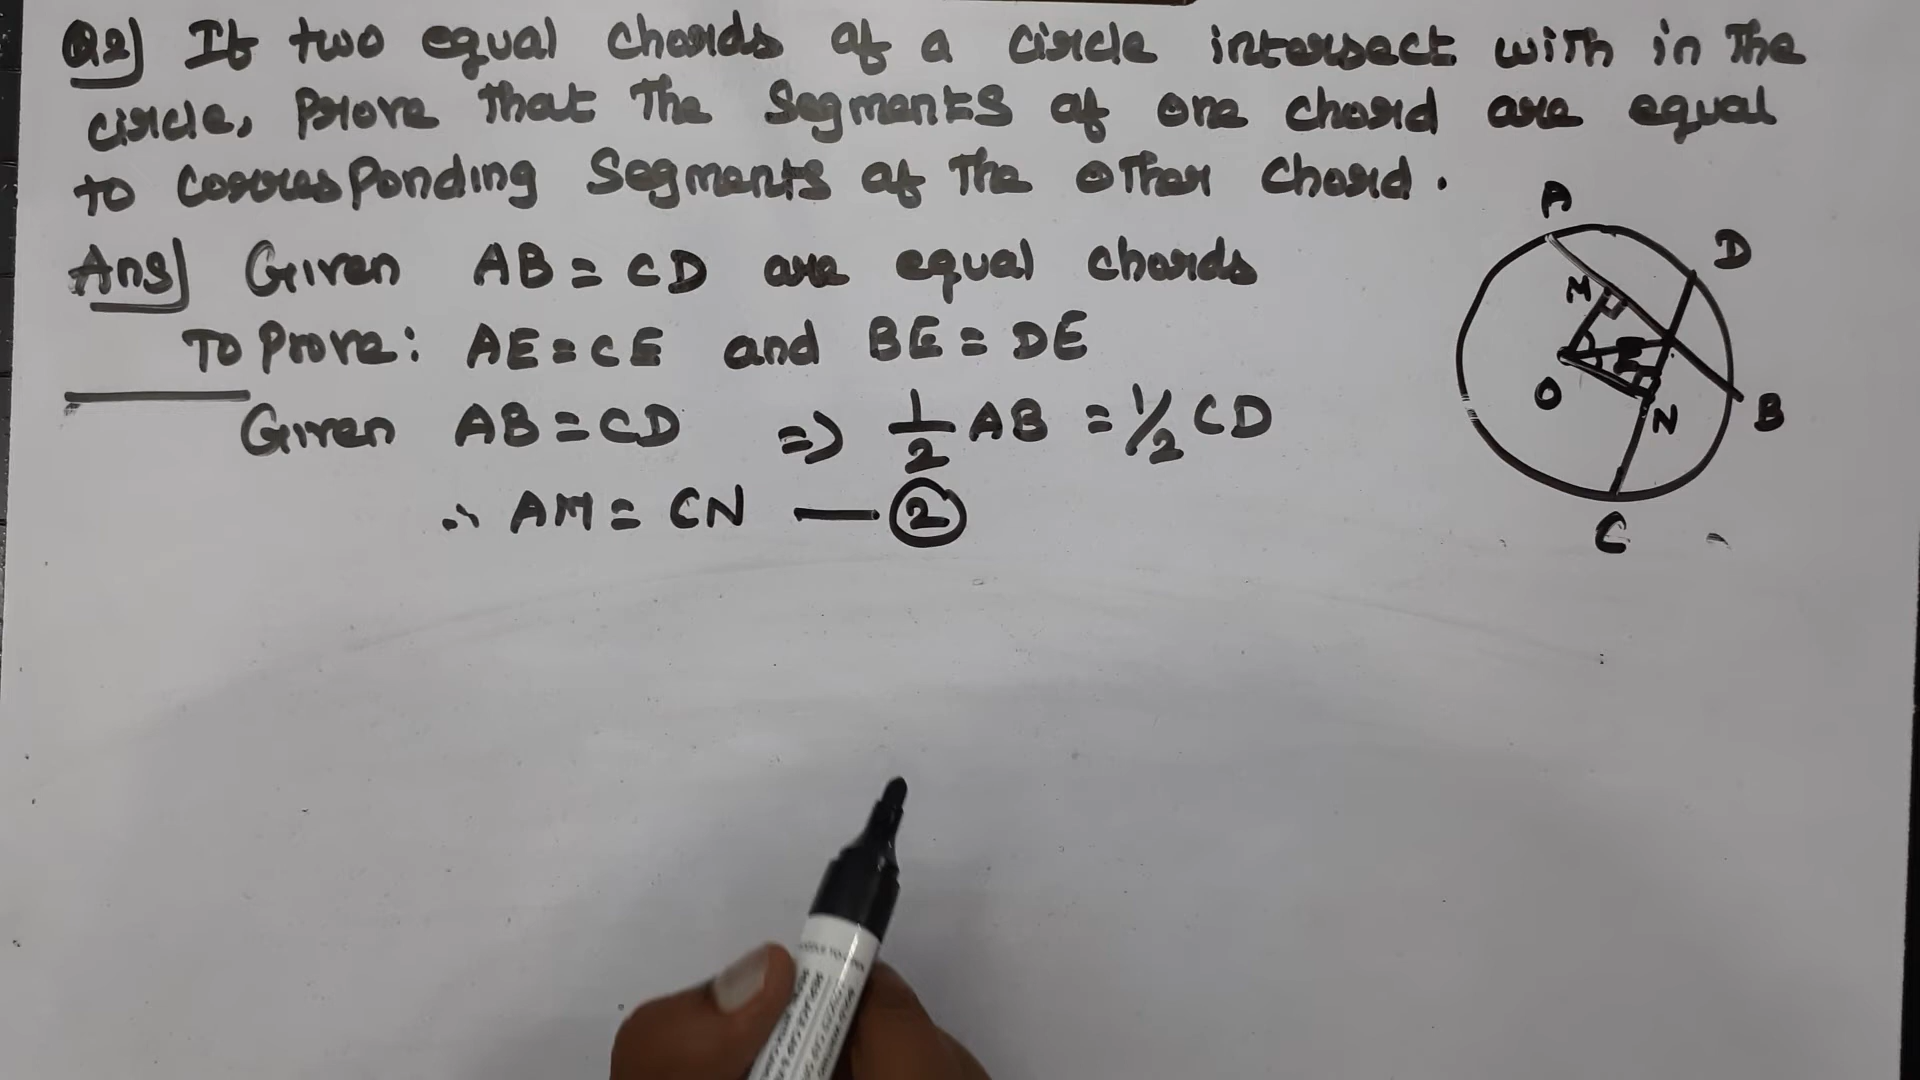 Q2) If two equal chords of a circle intersect with in the
circle, Prove that the Segments of one chord are equal
to corresponding Segments of the other chord.
Ans) Given AB = CD are equal chords
To Prove: AE = CE and BE = DE
Given AB = CD => 1/2 AB = 1/2 CD
∴ AM = CN — ②
A
D
M
E
O
N
B
C